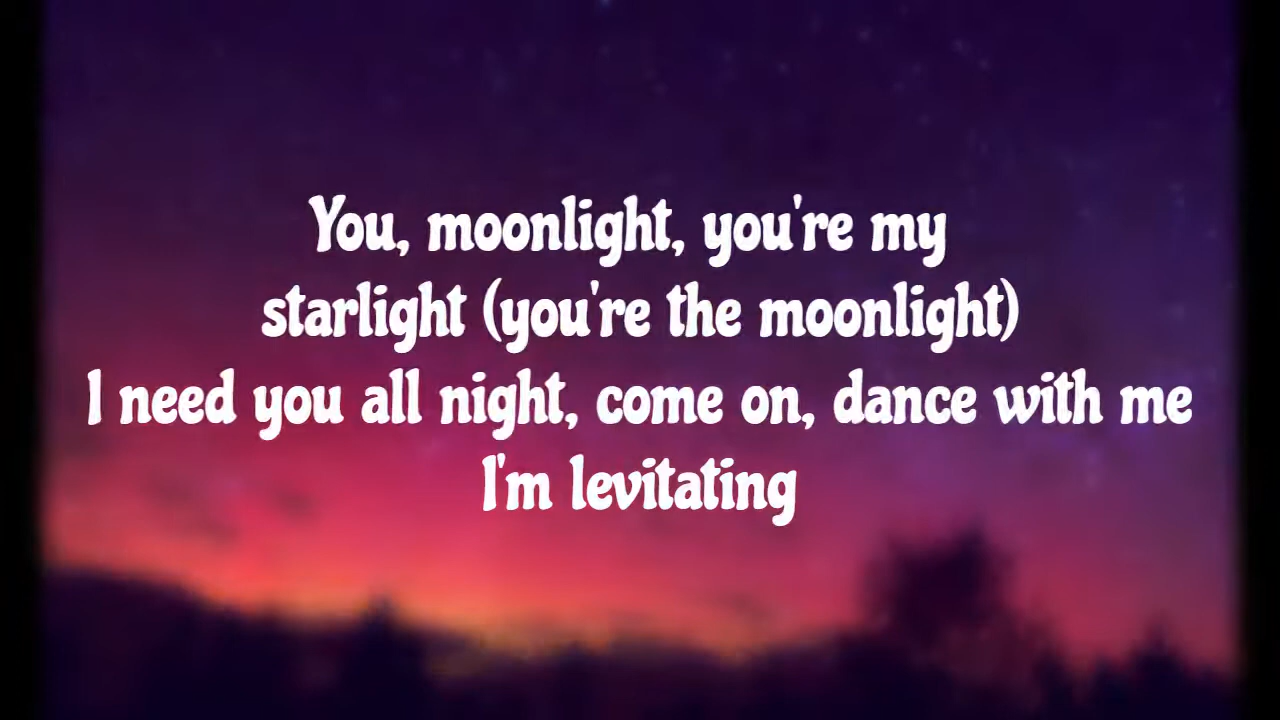 You, moonlight, you're my
starlight (you're the moonlight)
I need you all night, come on, dance with me
I'm levitating